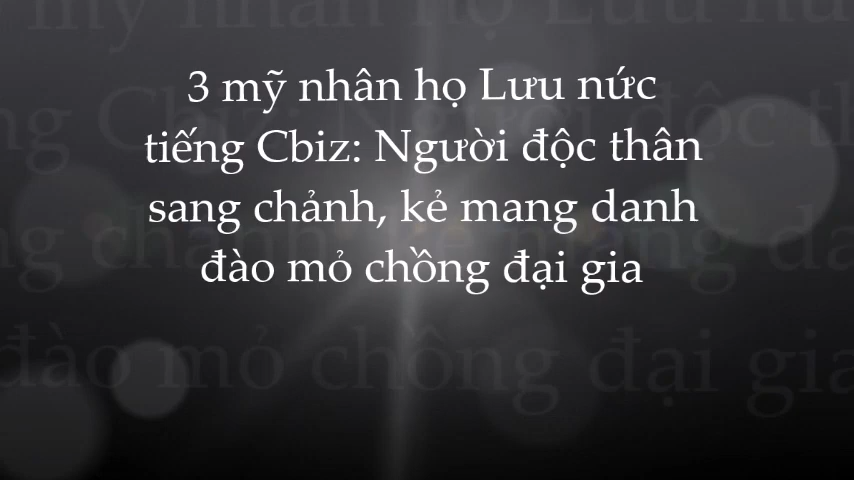 3 mỹ nhân họ Lưu nức
tiếng Cbiz: Người độc thân
sang chảnh, kẻ mang danh
đào mỏ chồng đại gia